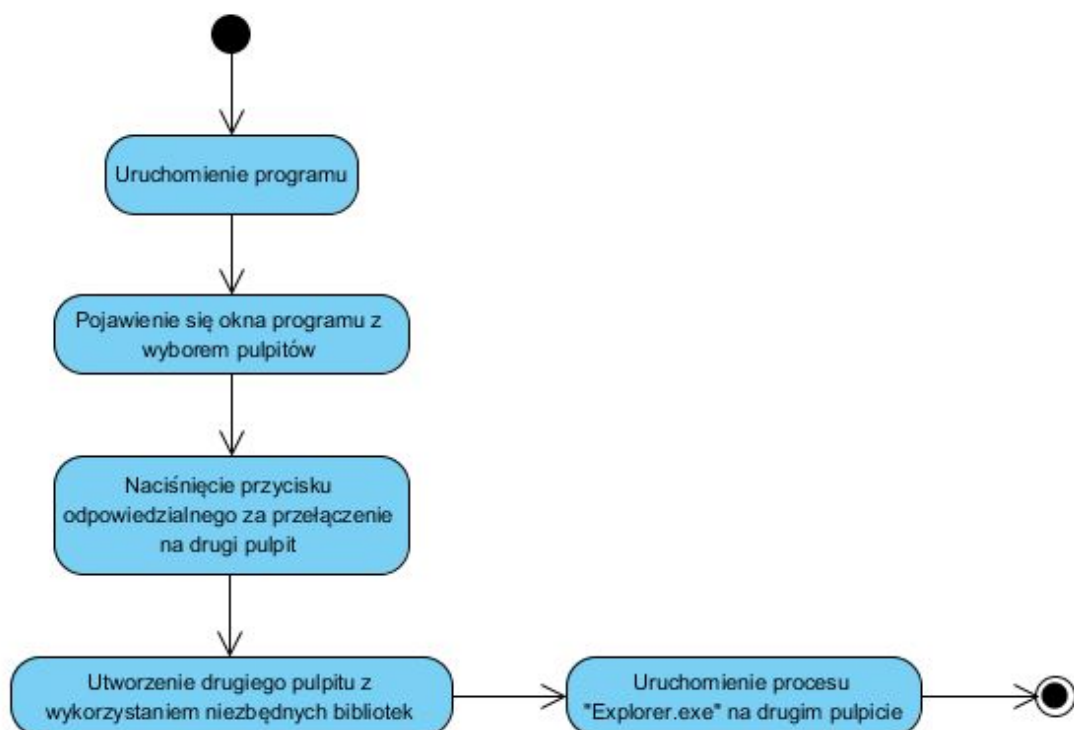 Uruchomienie programu
Pojawienie się okna programu z
wyborem pulpitów
Naciśnięcie przycisku
odpowiedzialnego za przełączenie
na drugi pulpit
Utworzenie drugiego pulpitu z
wykorzystaniem niezbędnych bibliotek
Uruchomienie procesu
"Explorer.exe" na drugim pulpicie